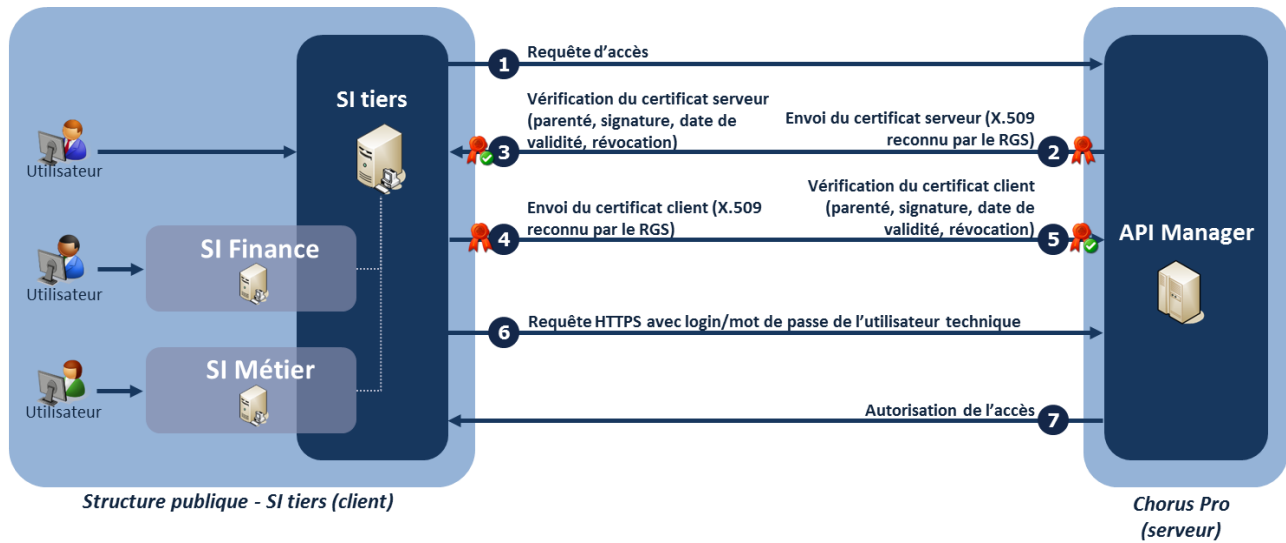 1
Requête d'accès
SI tiers
Vérification du certificat serveur
(parenté, signature, date de
validité, révocation)
3
Envoi du certificat serveur (X.509
reconnu par le RGS)
2
Utilisateur
Envoi du certificat client (X.509
reconnu par le RGS)
4
Vérification du certificat client
(parenté, signature, date de
validité, révocation)
5
API Manager
SI Finance
Utilisateur
6
Requête HTTPS avec login/mot de passe de l'utilisateur technique
SI Métier
Utilisateur
Autorisation de l'accès
7
Structure publique - SI tiers (client)
Chorus Pro
(serveur)